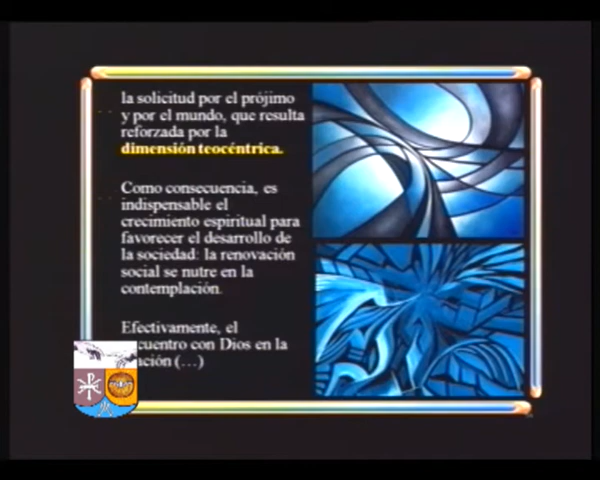 la solicitud por el prójimo
y por el mundo, que resulta
reforzada por la
dimensión teocéntrica.
Como consecuencia, es
indispensable el
crecimiento espiritual para
favorecer el desarrollo de
la sociedad: la renovación
social se nutre en la
contemplación.
Efectivamente, el
cuentro con Dios en la
ación (…)